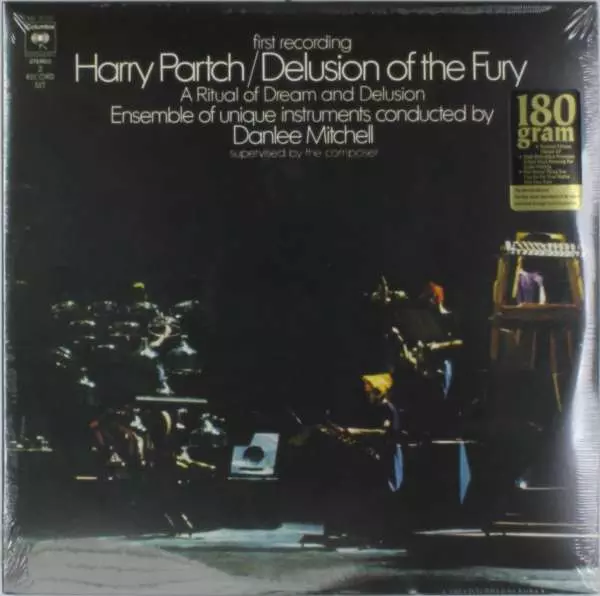 Columbia
STEREO
2
RECORD
SET
first recording
Harry Partch/Delusion of the Fury
A Ritual of Dream and Delusion
Ensemble of unique instruments conducted by
Danlee Mitchell
supervised by the composer
180
gram